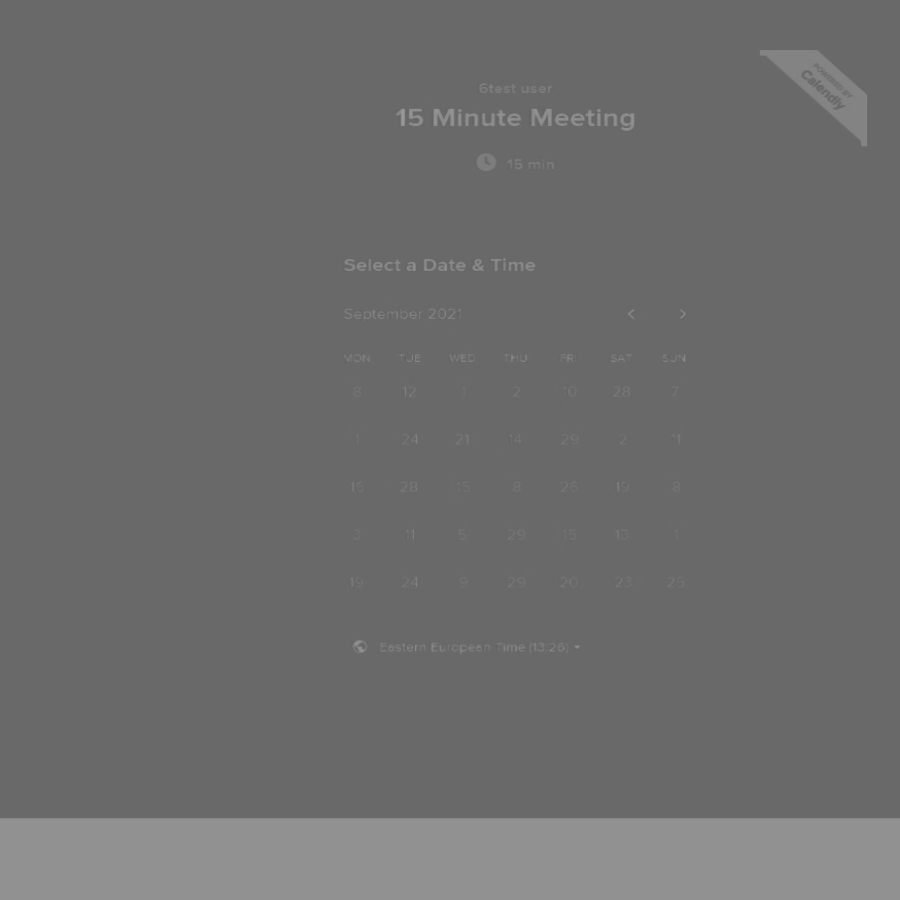 POWERED BY
Calendly
6test user
15 Minute Meeting
15 min
Select a Date & Time
September 2021
MON TUE WED THU FRI SAT SUN
8 12 1 2 10 28 7
1 24 21 14 29 2 11
15 28 15 8 26 19 8
3 11 5 29 15 13 1
19 24 9 29 20 23 25
Eestern Europeen Time (13:26)